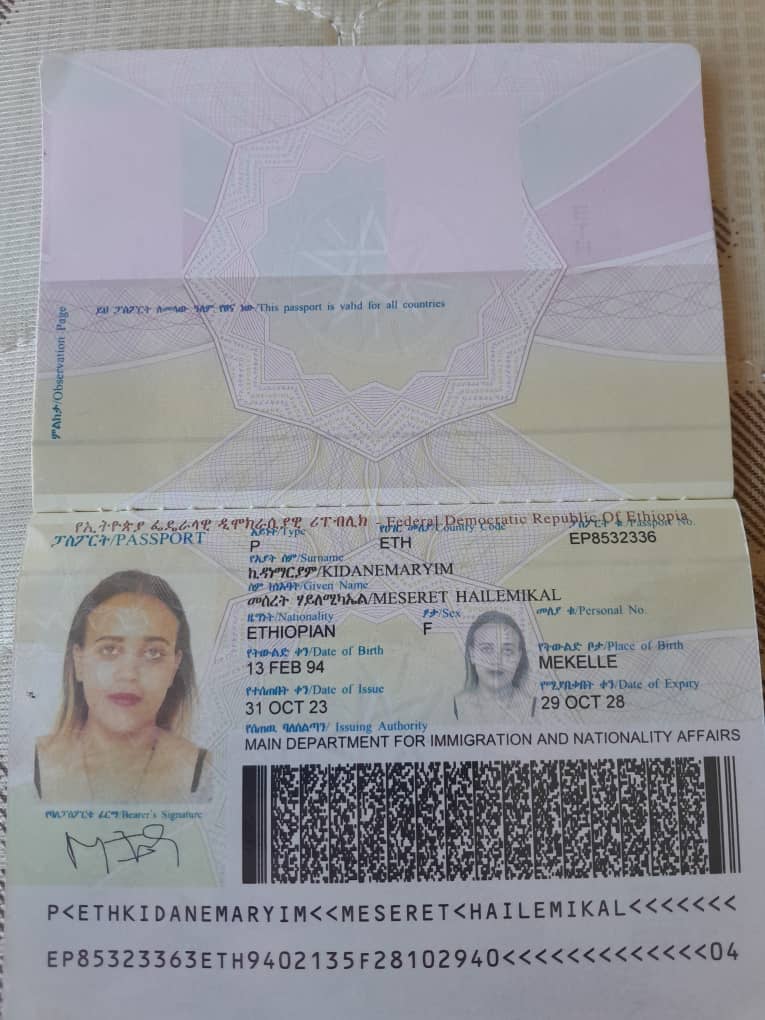 ምልከታ/Observation Page
ይህ ፓስፖርት ለመላው ዓለም የፀና ነው/This passport is valid for all countries
የኢትዮጵያ ፌዴራላዊ ዲሞክራሲያዊ ሪፐብሊክ - Federal Democratic Republic Of Ethiopia
ፓስፖርት/PASSPORT
አይነት/Type
የሀገር መለያ/Country Code
ፓስፖርት ቁ/Passport No.
P
ETH
EP8532336
የአያት ስም/Surname
ኪዳነማርያም/KIDANEMARYIM
Given Name
መሰረት ሃይለሚካኤል/MESERET HAILEMIKAL
ዜግነት/Nationality
ፆታ/Sex
መለያ ቁ/Personal No.
ETHIOPIAN
F
የትውልድ ቀን/Date of Birth
የትውልድ ቦታ/Place of Birth
13 FEB 94
MEKELLE
የተሰጠበት ቀን/Date of Issue
የሚያበቃበት ቀን/Date of Expiry
31 OCT 23
29 OCT 28
የሰጠዉ ባለስልጣን/ Issuing Authority
MAIN DEPARTMENT FOR IMMIGRATION AND NATIONALITY AFFAIRS
የባለፓስፖርቱ ፊርማ/Bearer's Signature
P<ETHKIDANEMARYIM<<MESERET<HAILEMIKAL<<<<<<<
EP85323363ETH9402135F28102940<<<<<<<<<<<<<04